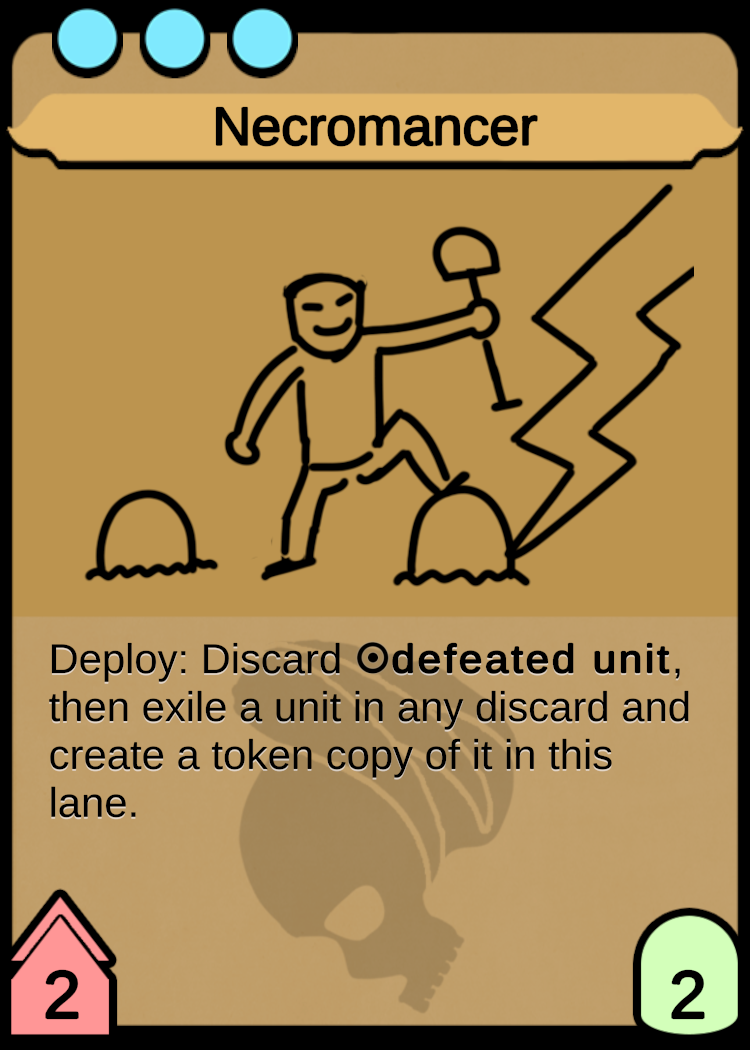 Necromancer
Deploy: Discard ⊙defeated unit,
then exile a unit in any discard and
create a token copy of it in this
lane.
2
2